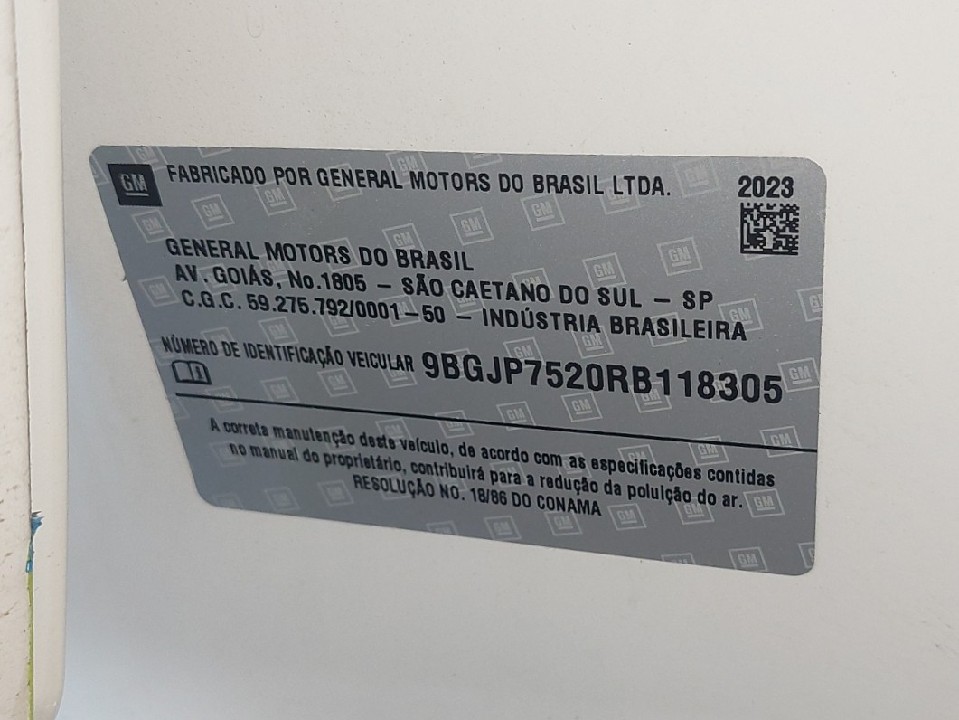 GM FABRICADO POR GENERAL MOTORS DO BRASIL LTDA. 2023
GENERAL MOTORS DO BRASIL
AV. GOIÁS, No.1805 - SÃO CAETANO DO SUL - SP
C.G.C. 59.275.792/0001-50 - INDÚSTRIA BRASILEIRA
NÚMERO DE IDENTIFICAÇÃO VEICULAR 9BGJP7520RB118305
A correta manutenção deste veículo, de acordo com as especificações contidas
no manual do proprietário, contribuirá para a redução da poluição do ar.
RESOLUÇÃO NO. 18/86 DO CONAMA